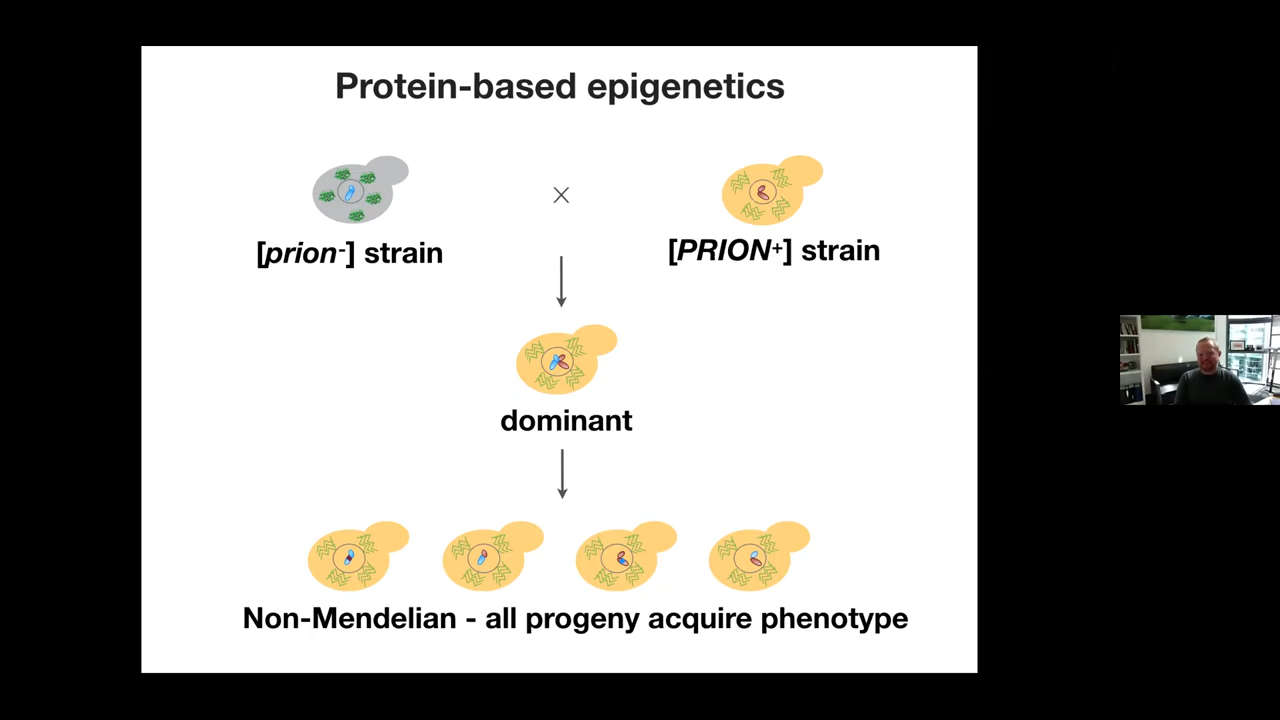 Protein-based epigenetics
×
[prion-] strain
[PRION+] strain
dominant
Non-Mendelian - all progeny acquire phenotype